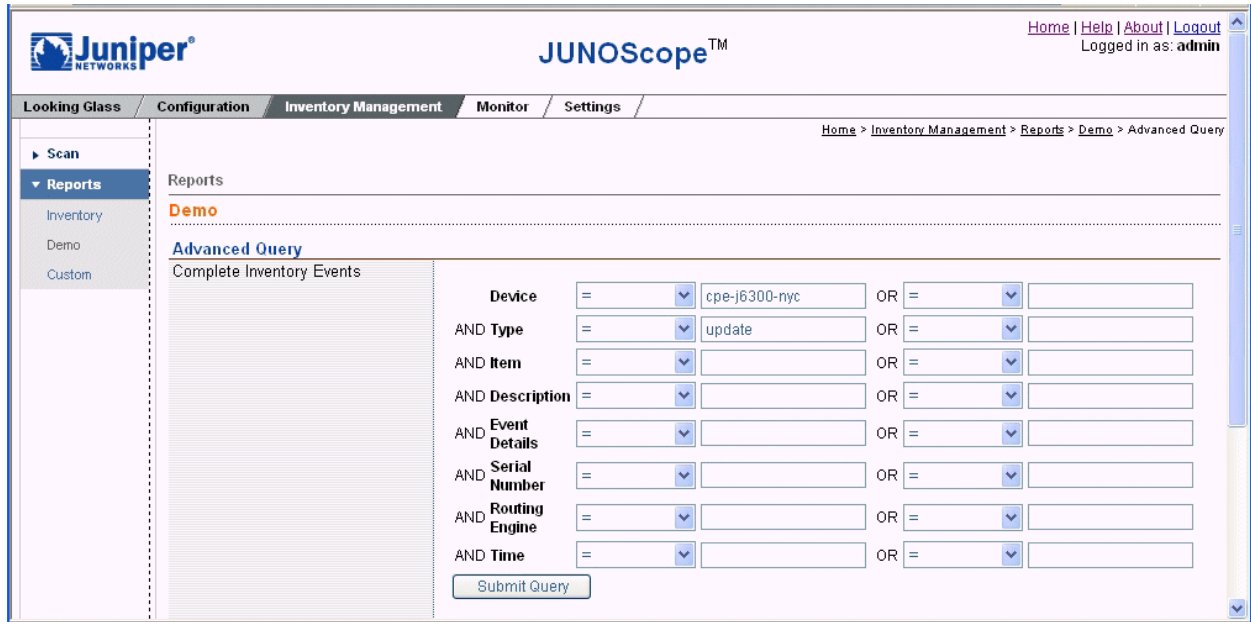 Juniper®
NETWORKS
JUNOScope™
Home | Help | About | Logout
Logged in as: admin
Looking Glass / Configuration / Inventory Management / Monitor / Settings /
Home > Inventory Management > Reports > Demo > Advanced Query
Scan
Reports
Inventory
Demo
Custom
Reports
Demo
Advanced Query
Complete Inventory Events
Device = cpe-j6300-nyc OR =
AND Type = update OR =
AND Item = OR =
AND Description = OR =
AND Event Details = OR =
AND Serial Number = OR =
AND Routing Engine = OR =
AND Time = OR =
Submit Query